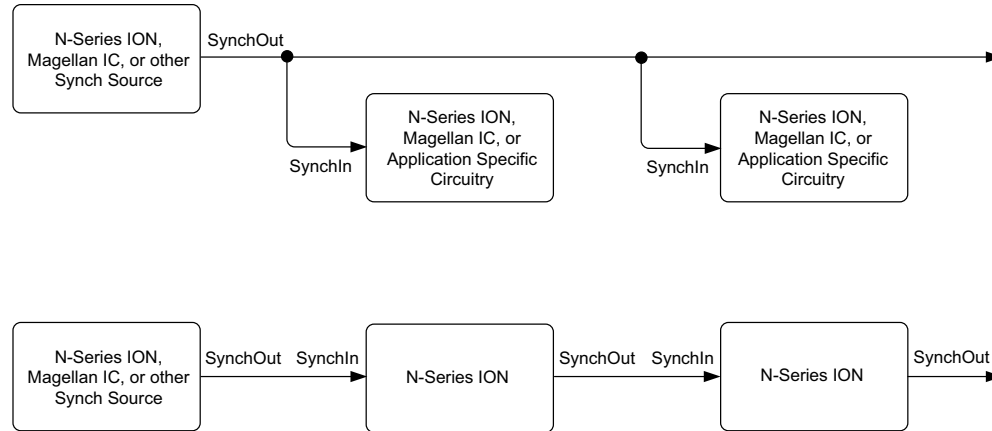 N-Series ION,
Magellan IC, or other
Synch Source
SynchOut
N-Series ION,
Magellan IC, or
Application Specific
Circuitry
SynchIn
N-Series ION,
Magellan IC, or
Application Specific
Circuitry
SynchIn
N-Series ION,
Magellan IC, or other
Synch Source
SynchOut
SynchIn
N-Series ION
SynchOut
SynchIn
N-Series ION
SynchOut